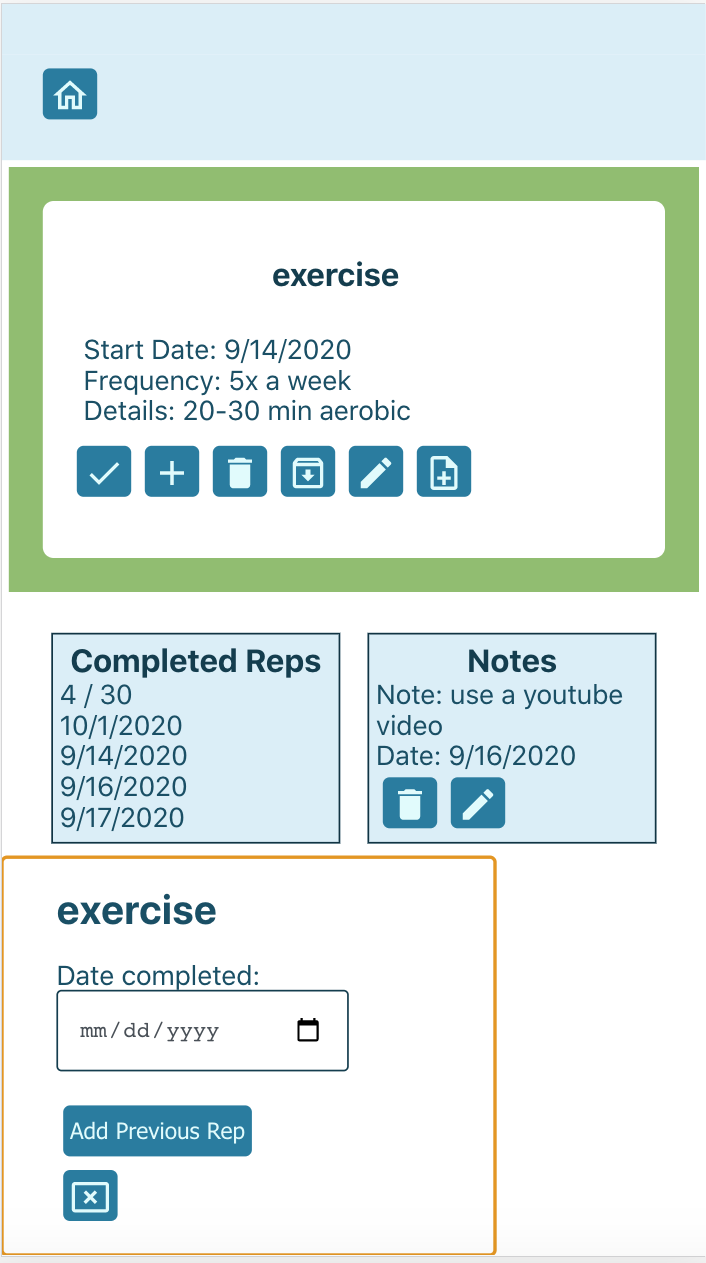 exercise
Start Date: 9/14/2020
Frequency: 5x a week
Details: 20-30 min aerobic
Completed Reps
4 / 30
10/1/2020
9/14/2020
9/16/2020
9/17/2020
Notes
Note: use a youtube
video
Date: 9/16/2020
exercise
Date completed:
mm/dd/yyyy
Add Previous Rep